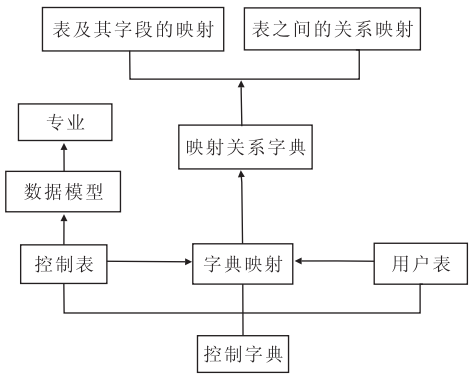 表及其字段的映射
表之间的关系映射
专业
映射关系字典
数据模型
控制表
字典映射
用户表
控制字典